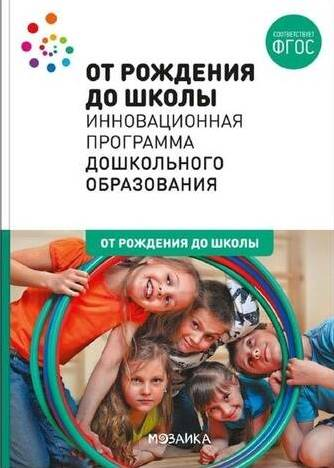 СООТВЕТСТВУЕТ
ФГОС
ОТ РОЖДЕНИЯ
ДО ШКОЛЫ
ИННОВАЦИОННАЯ
ПРОГРАММА
ДОШКОЛЬНОГО
ОБРАЗОВАНИЯ
ОТ РОЖДЕНИЯ ДО ШКОЛЫ
МОЗАИКА